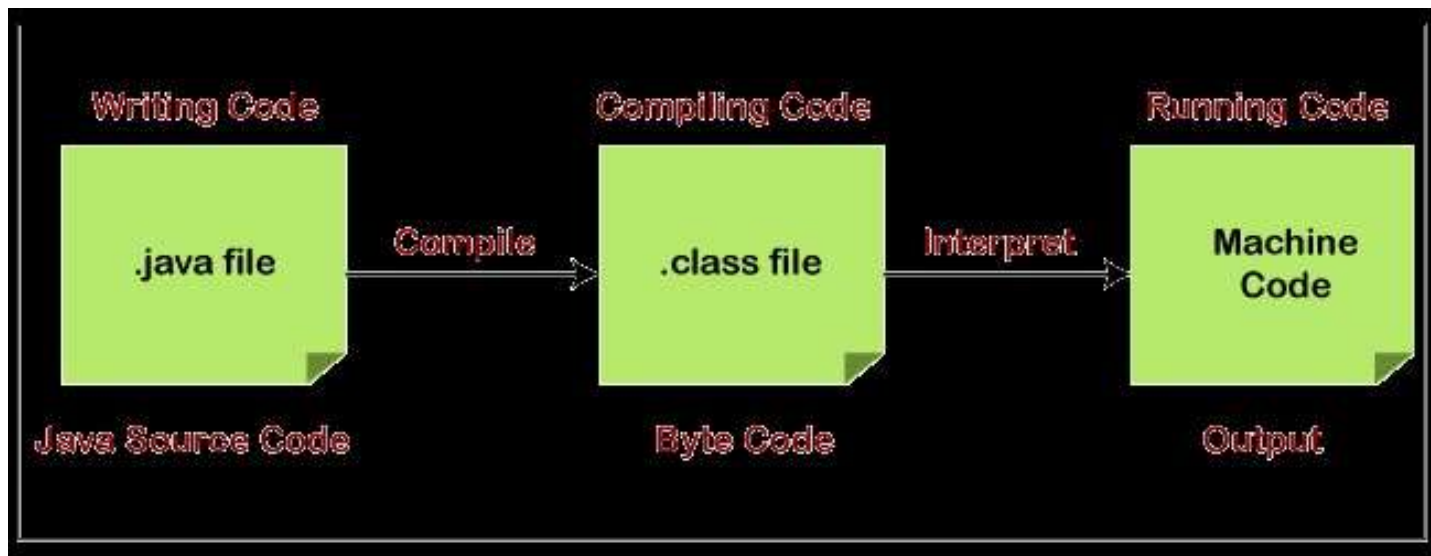 Writing Code
Compiling Code
Running Code
.java file
Compile
.class file
Interpret
Machine
Code
Java Source Code
Byte Code
Output